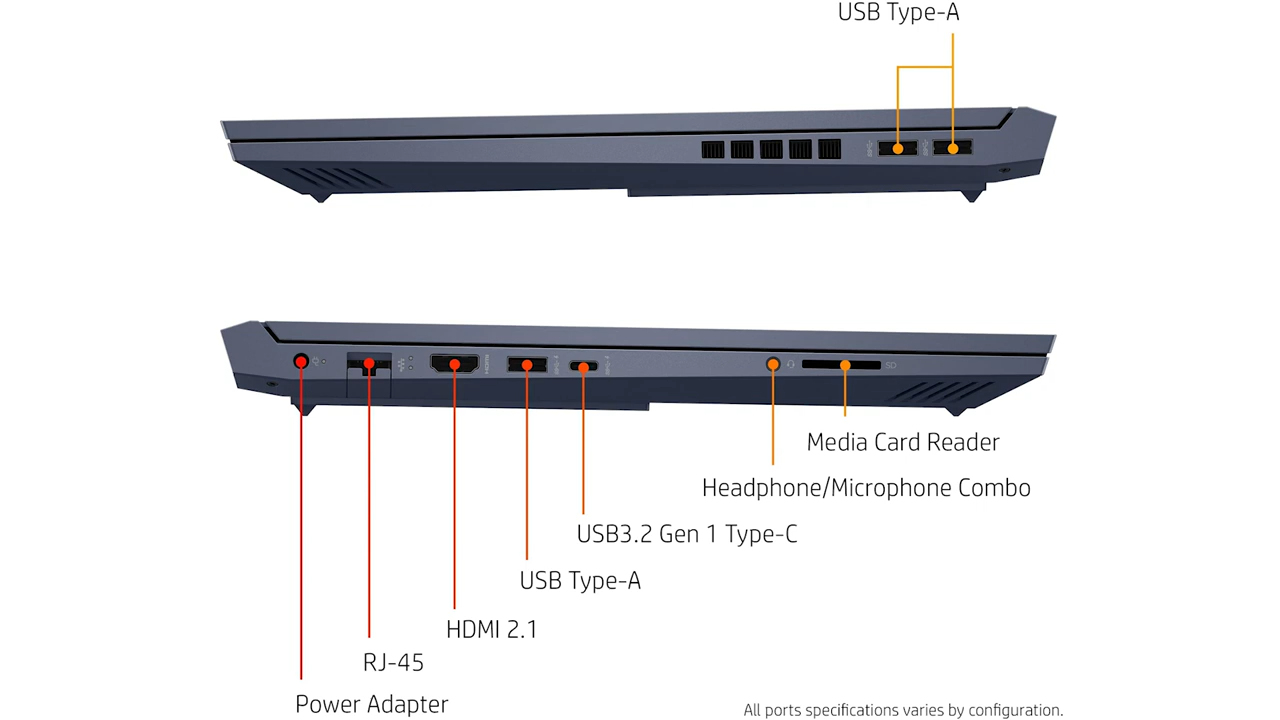 USB Type-A
SD
Media Card Reader
Headphone/Microphone Combo
USB3.2 Gen 1 Type-C
USB Type-A
HDMI 2.1
RJ-45
Power Adapter
All ports specifications varies by configuration.